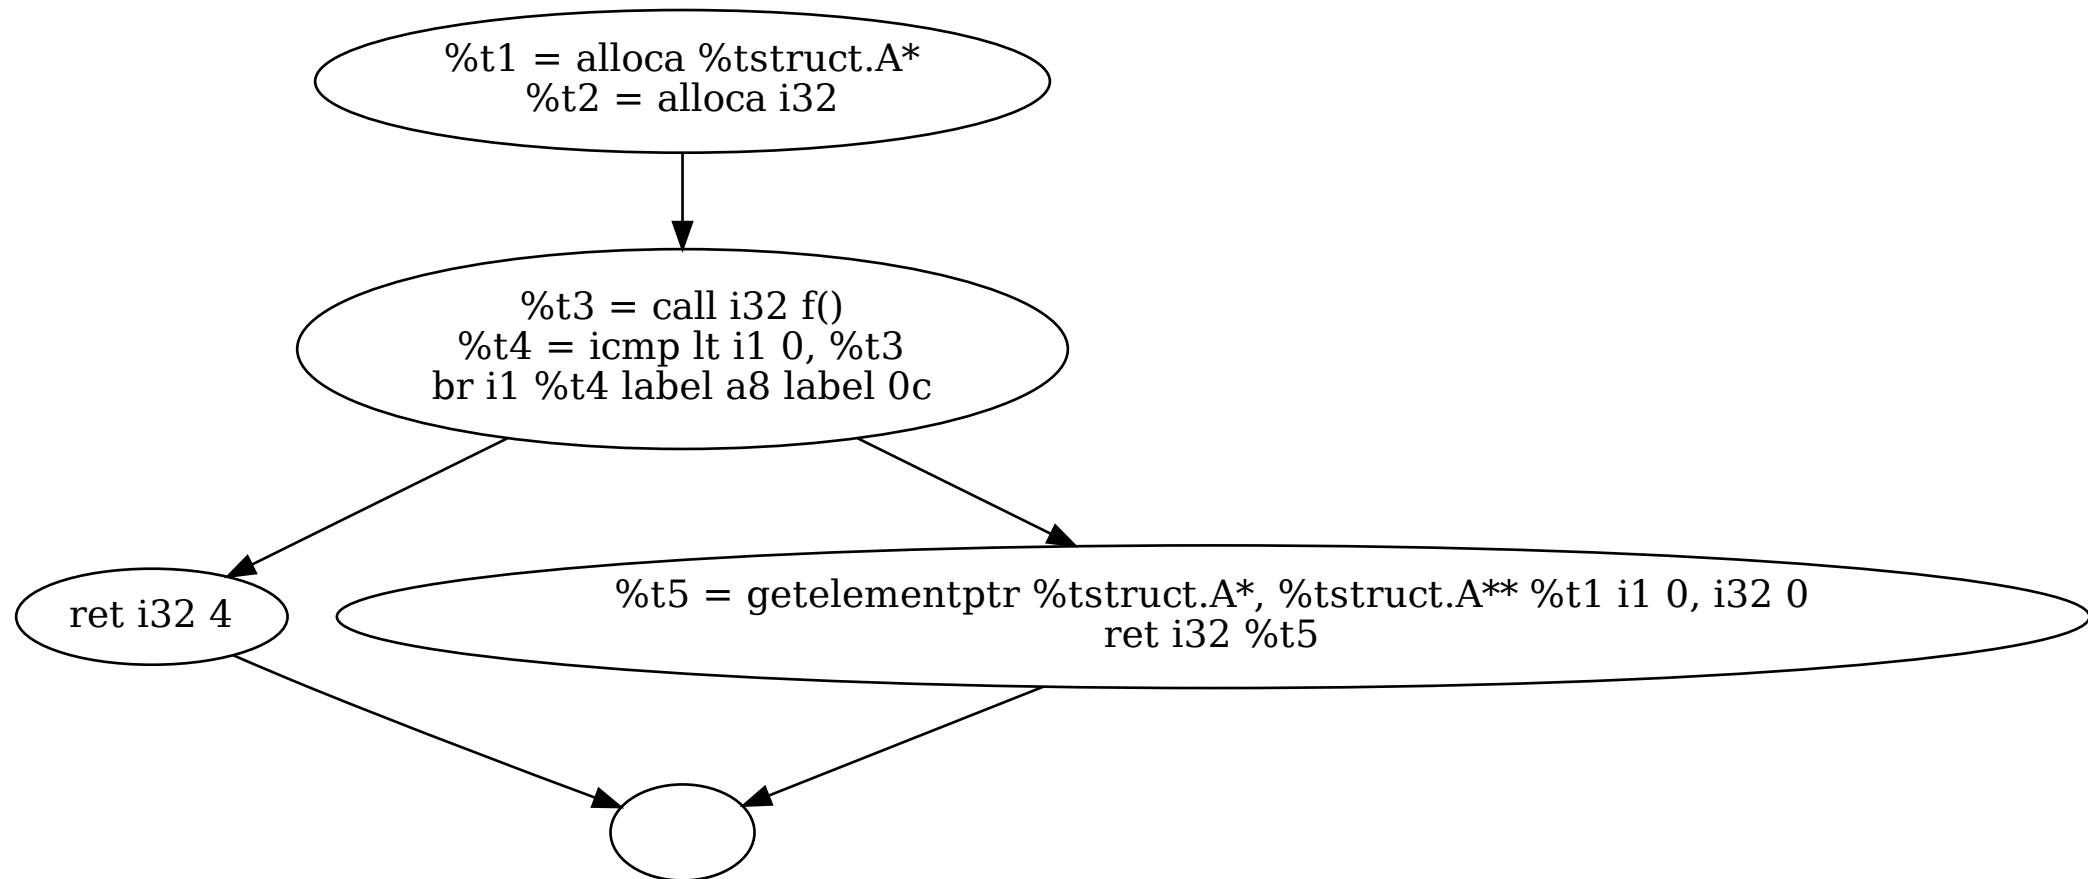 %t1 = alloca %tstruct.A*
%t2 = alloca i32
%t3 = call i32 f()
%t4 = icmp lt i1 0, %t3
br i1 %t4 label a8 label 0c
ret i32 4
%t5 = getelementptr %tstruct.A*, %tstruct.A** %t1 i1 0, i32 0
ret i32 %t5